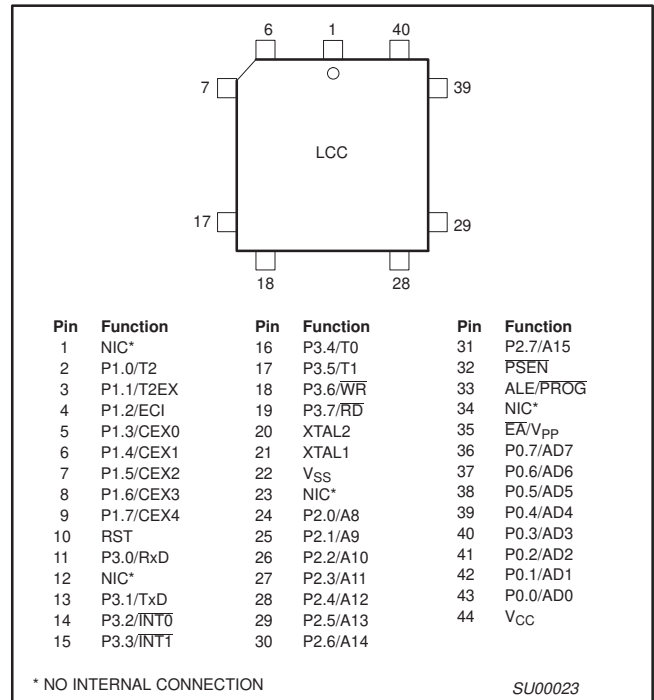 6 1 40
7 39
LCC
17 29
18 28
Pin Function Pin Function Pin Function
1 NIC* 16 P3.4/T0 31 P2.7/A15
2 P1.0/T2 17 P3.5/T1 32 P̅S̅E̅N̅
3 P1.1/T2EX 18 P3.6/W̅R̅ 33 ALE/P̅R̅O̅G̅
4 P1.2/ECI 19 P3.7/R̅D̅ 34 NIC*
5 P1.3/CEX0 20 XTAL2 35 E̅A̅/VPP
6 P1.4/CEX1 21 XTAL1 36 P0.7/AD7
7 P1.5/CEX2 22 VSS 37 P0.6/AD6
8 P1.6/CEX3 23 NIC* 38 P0.5/AD5
9 P1.7/CEX4 24 P2.0/A8 39 P0.4/AD4
10 RST 25 P2.1/A9 40 P0.3/AD3
11 P3.0/RxD 26 P2.2/A10 41 P0.2/AD2
12 NIC* 27 P2.3/A11 42 P0.1/AD1
13 P3.1/TxD 28 P2.4/A12 43 P0.0/AD0
14 P3.2/I̅N̅T̅0̅ 29 P2.5/A13 44 VCC
15 P3.3/I̅N̅T̅1̅ 30 P2.6/A14
* NO INTERNAL CONNECTION SU00023